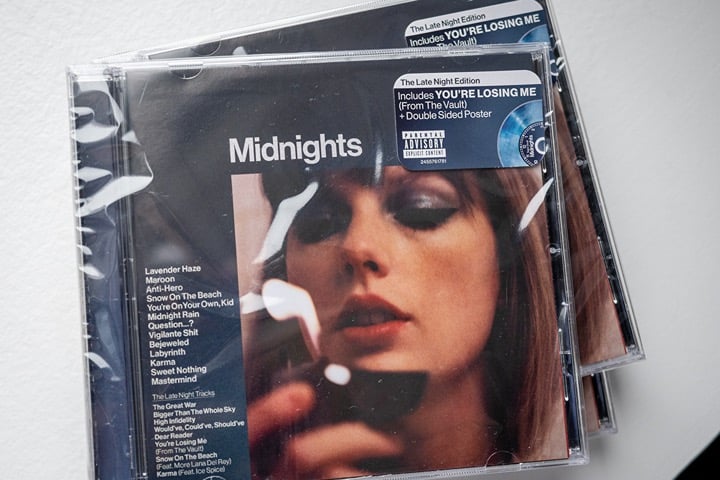 The Late Night Edition
Includes YOU'RE LOSING ME
The Late Night Edition
Includes YOU'RE LOSING ME
(From The Vault)
+ Double Sided Poster
PARENTAL
ADVISORY
EXPLICIT CONTENT
2455761781
Midnights
Lavender Haze
Maroon
Anti-Hero
Snow On The Beach
You're On Your Own, Kid
Midnight Rain
Question...?
Vigilante Shit
Bejeweled
Labyrinth
Karma
Sweet Nothing
Mastermind
The Late Night Tracks
The Great War
Bigger Than The Whole Sky
High Infidelity
Would've, Could've, Should've
Dear Reader
You're Losing Me
(From The Vault)
Snow On The Beach
(Feat. More Lana Del Rey)
Karma (Feat. Ice Spice)